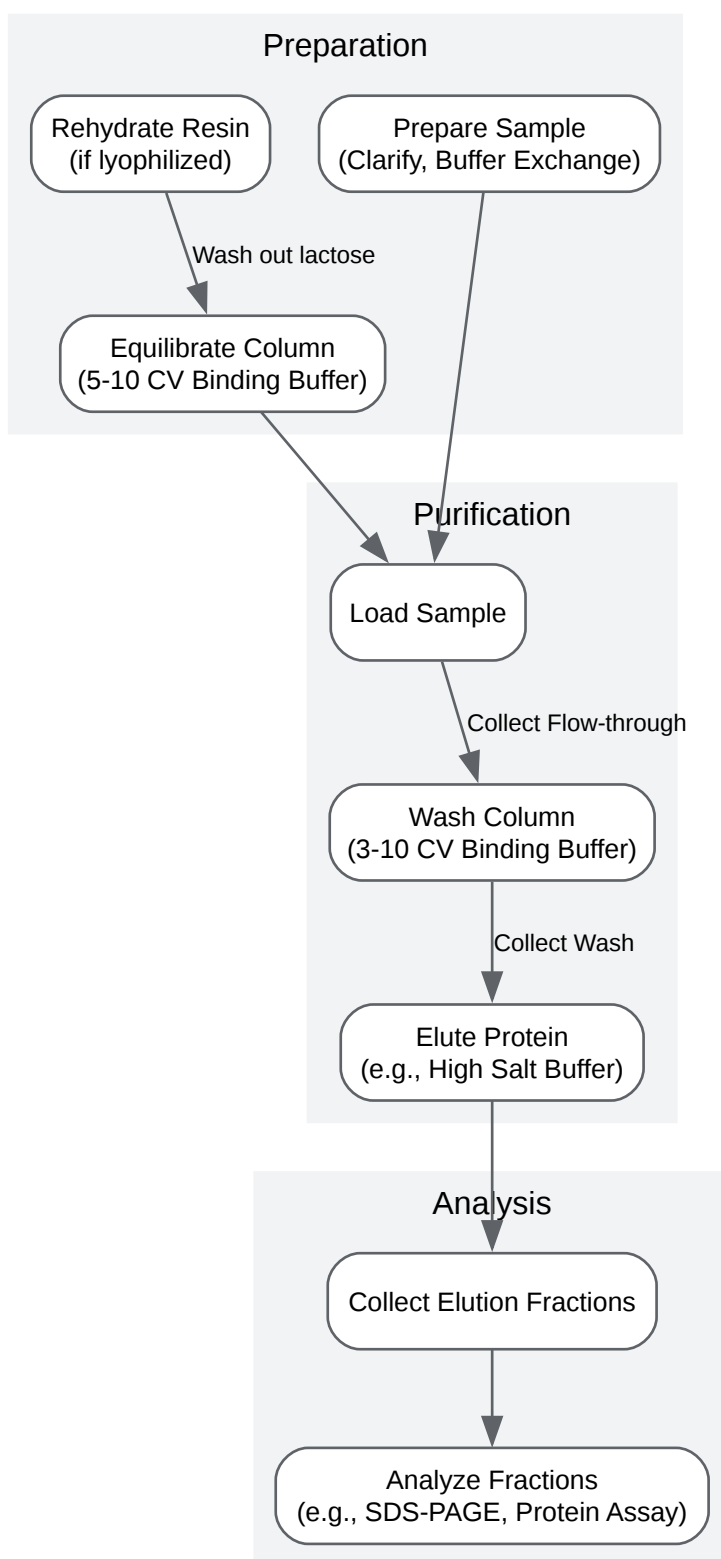 Preparation
Rehydrate Resin
(if lyophilized)
Prepare Sample
(Clarify, Buffer Exchange)
Wash out lactose
Equilibrate Column
(5-10 CV Binding Buffer)
Purification
Load Sample
Collect Flow-through
Wash Column
(3-10 CV Binding Buffer)
Collect Wash
Elute Protein
(e.g., High Salt Buffer)
Analysis
Collect Elution Fractions
Analyze Fractions
(e.g., SDS-PAGE, Protein Assay)